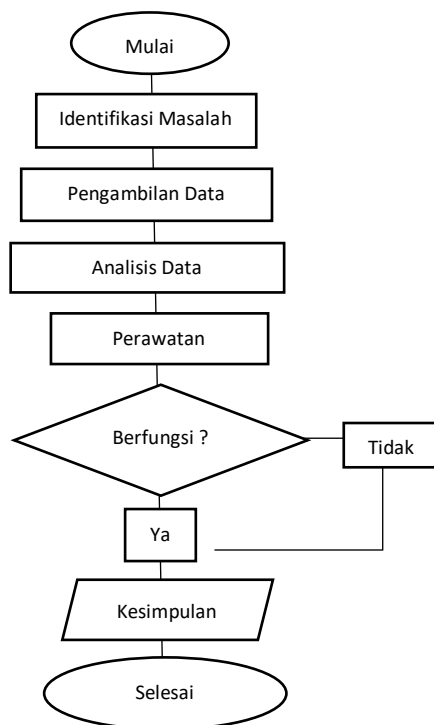 Mulai
Identifikasi Masalah
Pengambilan Data
Analisis Data
Perawatan
Berfungsi ?
Tidak
Ya
Kesimpulan
Selesai